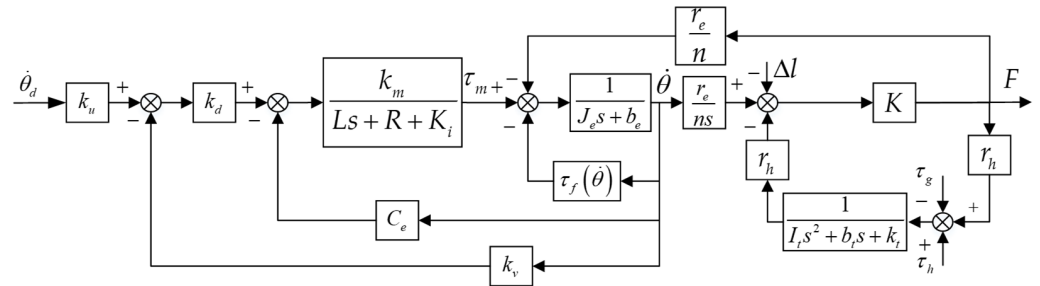 r_e
n
θ̇_d
k_u
+
−
k_d
+
−
k_m
Ls + R + K_i
τ_m
+
−
−
1
J_e s + b_e
θ̇
r_e
ns
+
−
−
Δl
K
F
τ_f(θ̇)
r_h
r_h
C_e
1
I_t s² + b_t s + k_t
τ_g
−
+
+
τ_h
k_v